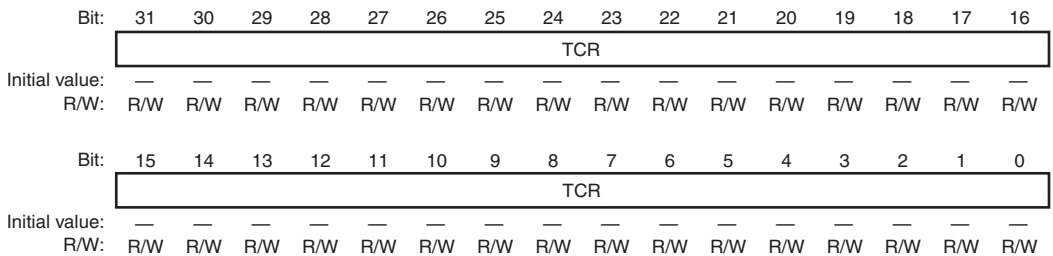 Bit: 31 30 29 28 27 26 25 24 23 22 21 20 19 18 17 16
TCR
Initial value: — — — — — — — — — — — — — — — —
R/W: R/W R/W R/W R/W R/W R/W R/W R/W R/W R/W R/W R/W R/W R/W R/W R/W
Bit: 15 14 13 12 11 10 9 8 7 6 5 4 3 2 1 0
TCR
Initial value: — — — — — — — — — — — — — — — —
R/W: R/W R/W R/W R/W R/W R/W R/W R/W R/W R/W R/W R/W R/W R/W R/W R/W